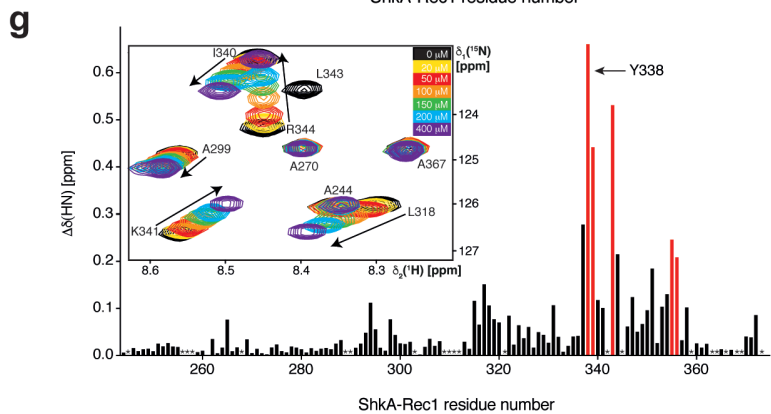 ShkA-Rec1 residue number
g
I340
L343
R344
A299
A270
A367
A244
L318
K341
0 µM
20 µM
50 µM
100 µM
150 µM
200 µM
400 µM
δ₁(¹⁵N)
[ppm]
124
125
126
127
8.6 8.5 8.4 8.3 δ₂(¹H) [ppm]
Y338
Δδ(HN) [ppm]
0.6
0.5
0.4
0.3
0.2
0.1
0.0
* *** * ** * **** * * * * ** * ** *
260 280 300 320 340 360
ShkA-Rec1 residue number